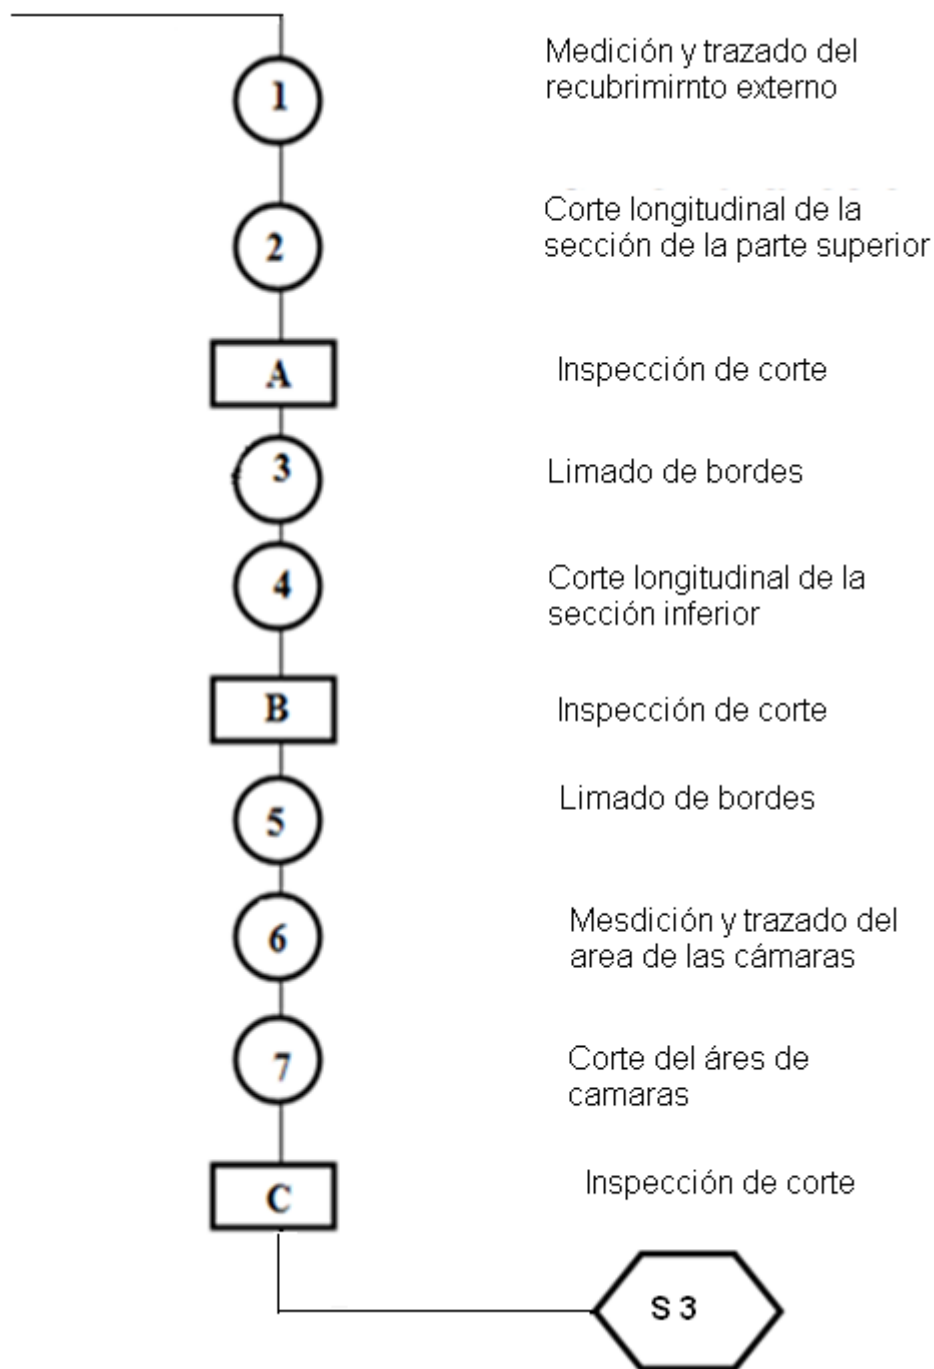 1
Medición y trazado del
recubrimirnto externo
2
Corte longitudinal de la
sección de la parte superior
A
Inspección de corte
3
Limado de bordes
4
Corte longitudinal de la
sección inferior
B
Inspección de corte
5
Limado de bordes
6
Mesdición y trazado del
area de las cámaras
7
Corte del áres de
camaras
C
Inspección de corte
S 3